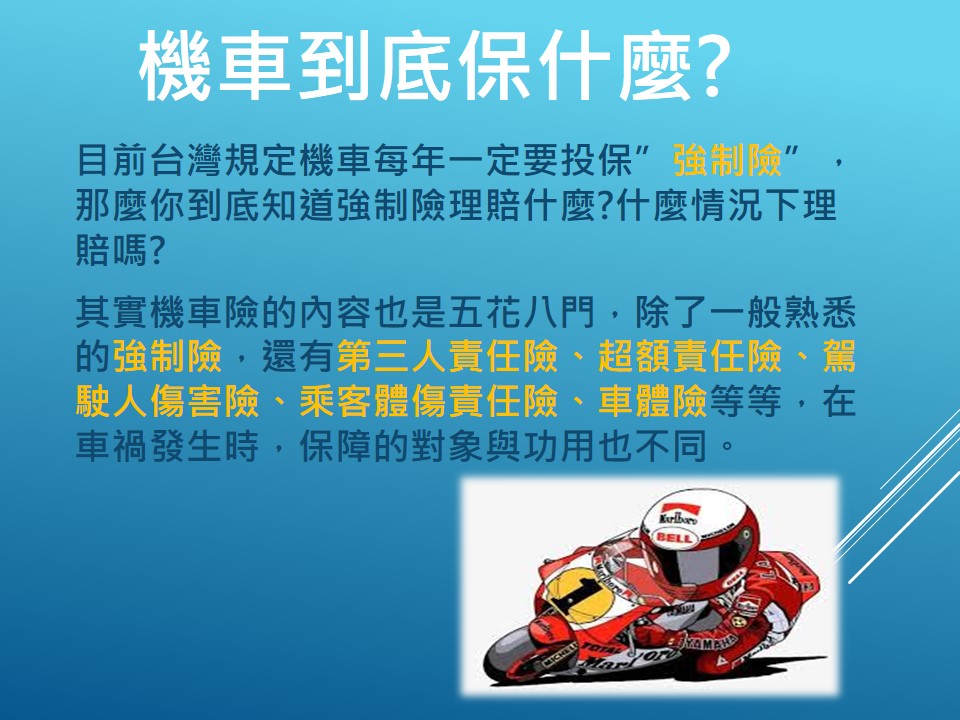 機車到底保什麼?
目前台灣規定機車每年一定要投保”強制險”，
那麼你到底知道強制險理賠什麼?什麼情況下理
賠嗎?
其實機車險的內容也是五花八門，除了一般熟悉
的強制險，還有第三人責任險、超額責任險、駕
駛人傷害險、乘客體傷責任險、車體險等等，在
車禍發生時，保障的對象與功用也不同。
Marlboro
BELL
1
YAMAHA
TOTAL
Marlboro
MICHELIN